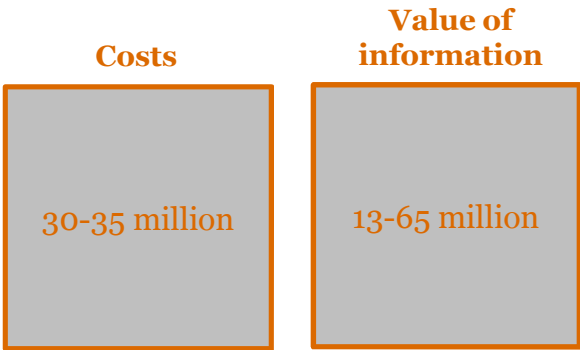 Costs
Value of
information
30-35 million
13-65 million